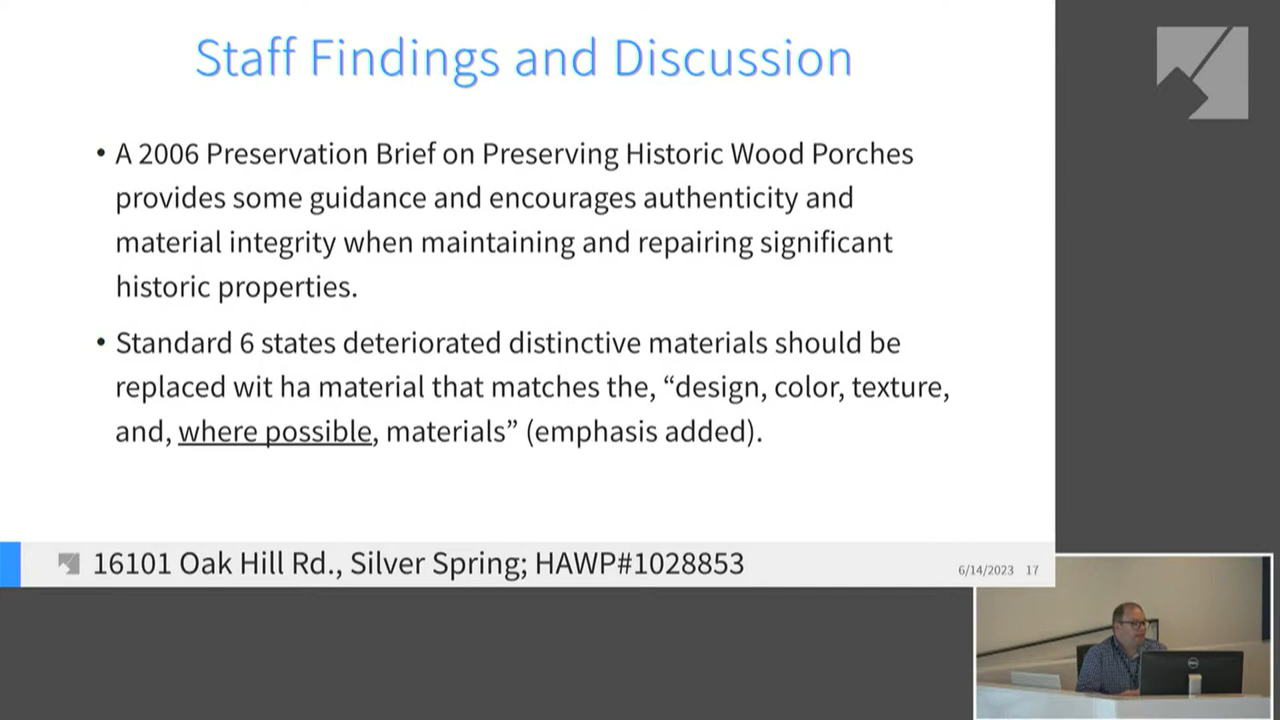 Staff Findings and Discussion
• A 2006 Preservation Brief on Preserving Historic Wood Porches
provides some guidance and encourages authenticity and
material integrity when maintaining and repairing significant
historic properties.
• Standard 6 states deteriorated distinctive materials should be
replaced wit ha material that matches the, “design, color, texture,
and, where possible, materials” (emphasis added).
16101 Oak Hill Rd., Silver Spring; HAWP#1028853
6/14/2023 17
DELL